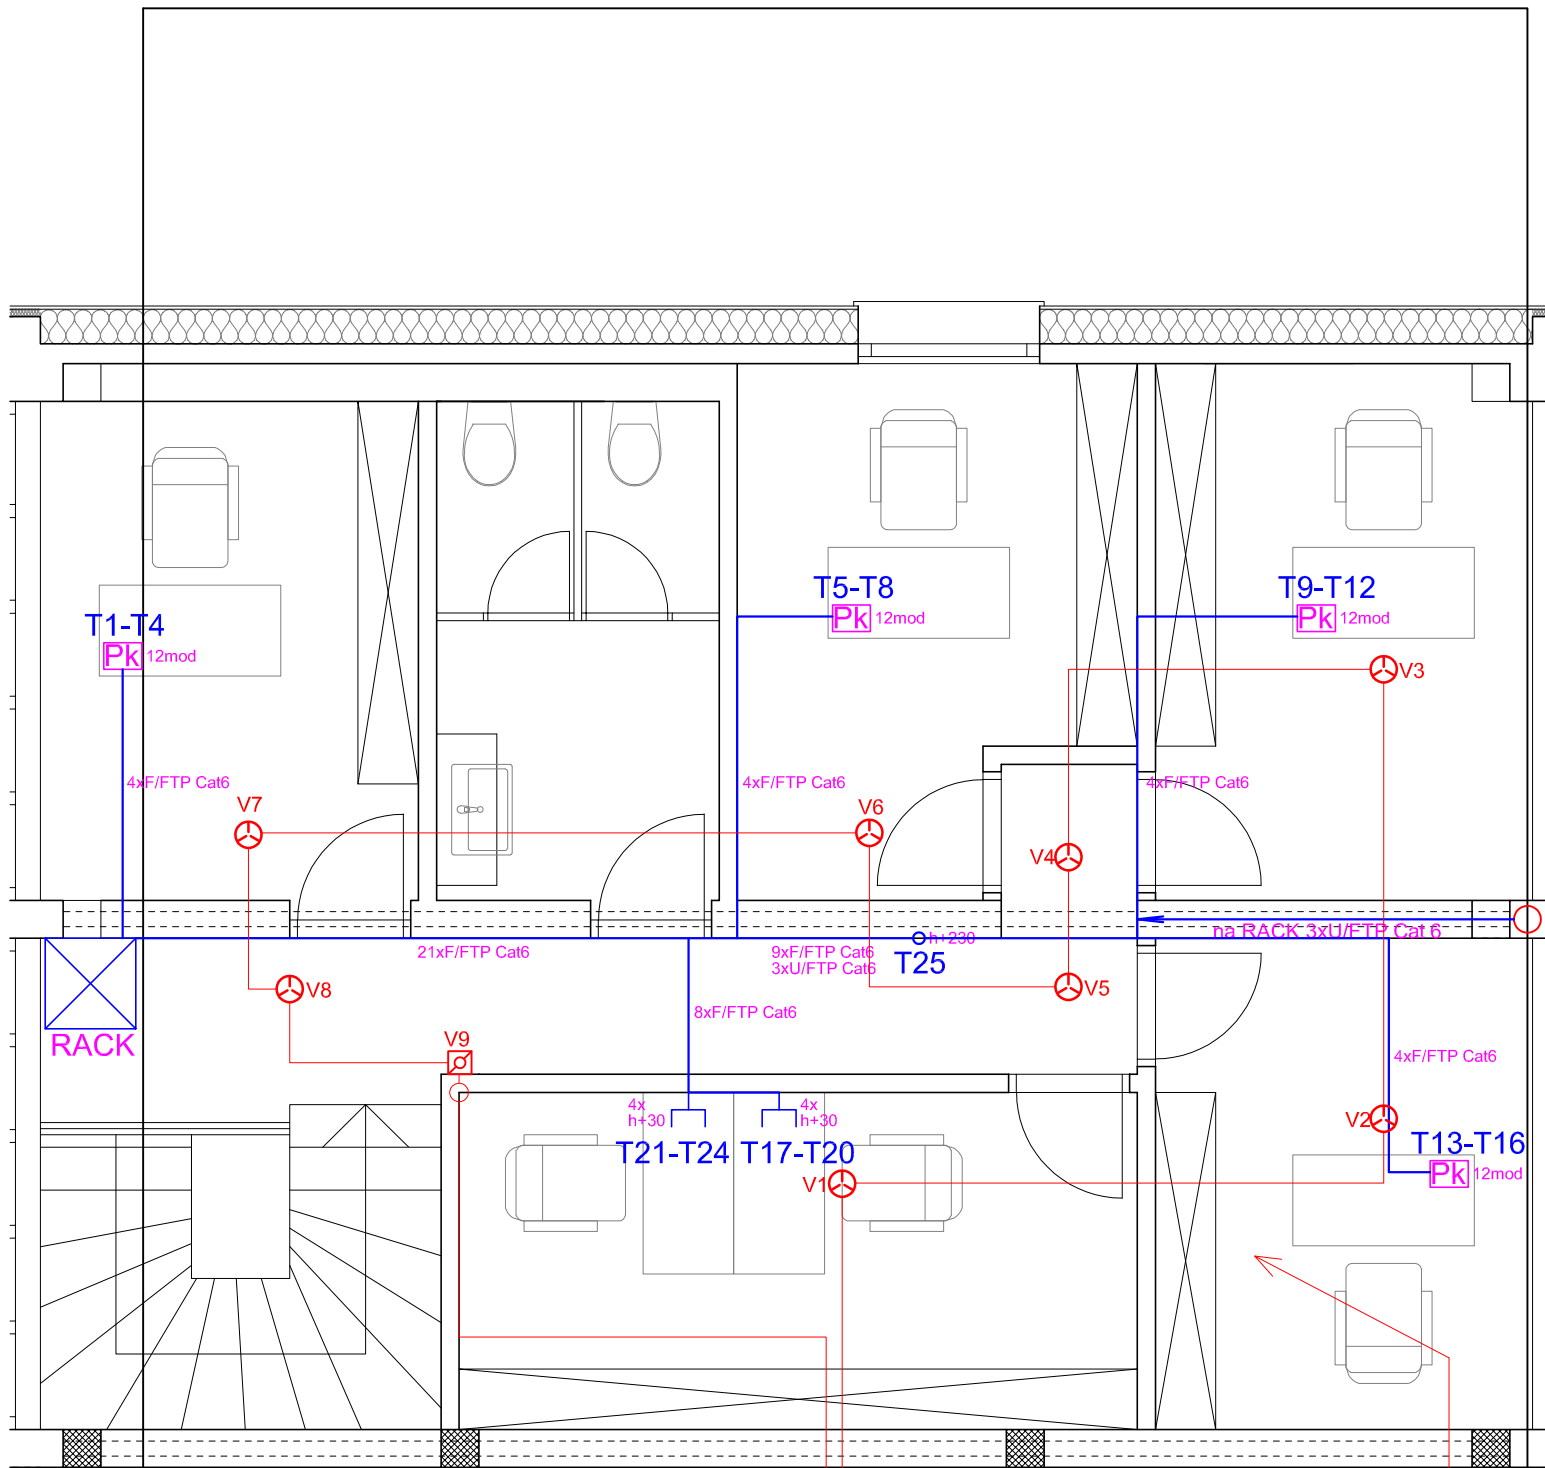 T5-T8
Pk 12mod
T9-T12
Pk 12mod
T1-T4
Pk 12mod
V3
4xF/FTP Cat6
4xF/FTP Cat6
4xF/FTP Cat6
V7
V6
V4
na RACK 3xU/FTP Cat 6
h+230
21xF/FTP Cat6
9xF/FTP Cat6
3xU/FTP Cat6
T25
V8
V5
8xF/FTP Cat6
RACK
V9
4xF/FTP Cat6
4x
h+30
4x
h+30
V2
T21-T24
T17-T20
T13-T16
Pk 12mod
V1